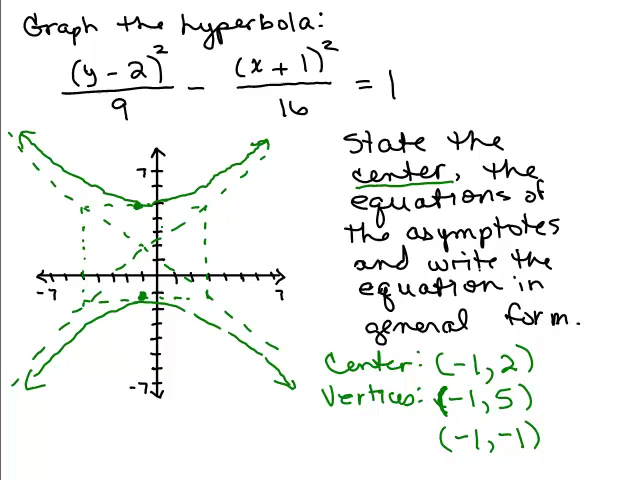 Graph the hyperbola:
(y - 2)² / 9 - (x + 1)² / 16 = 1
State the
center, the
equations of
the asymptotes
and write the
equation in
general form.
7
-7
7
-7
Center: (-1, 2)
Vertices: (-1, 5)
(-1, -1)